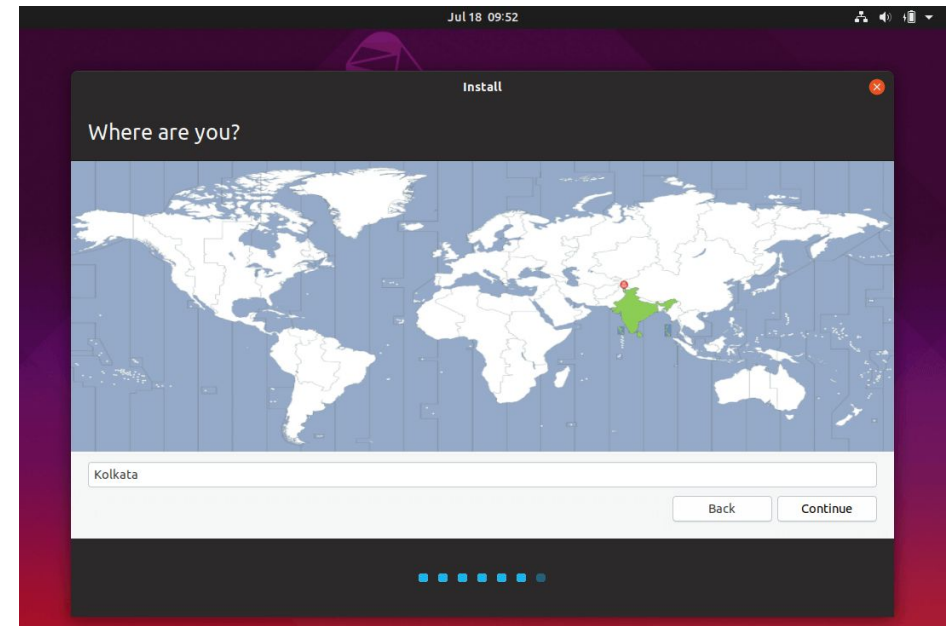 Jul 18 09:52
Install
Where are you?
Kolkata
Back
Continue